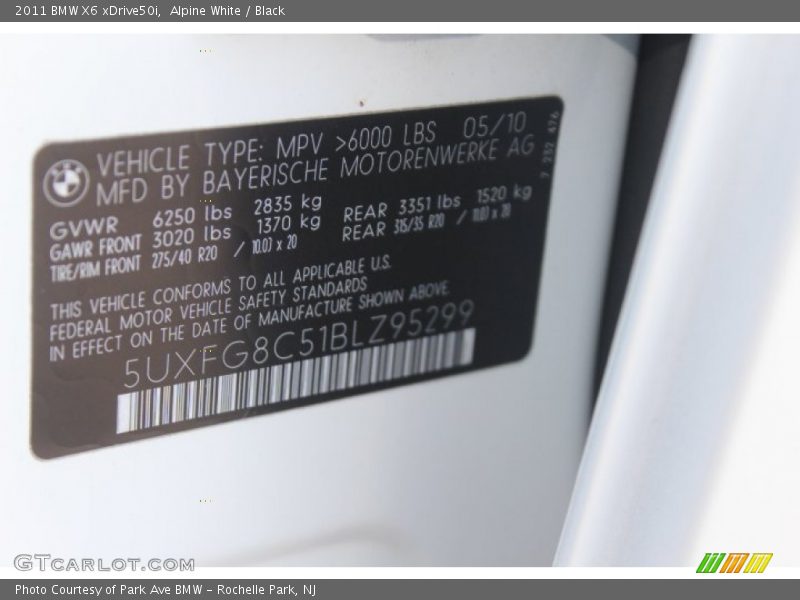 2011 BMW X6 xDrive50i,  Alpine White / Black
VEHICLE TYPE: MPV >6000 LBS 05/10
MFD BY BAYERISCHE MOTORENWERKE AG
GVWR 6250 lbs 2835 kg
GAWR FRONT 3020 lbs 1370 kg REAR 3351 lbs 1520 kg
TIRE/RIM FRONT 275/40 R20 / 10.0J x 20 REAR 315/35 R20 / 11.0J x 20
THIS VEHICLE CONFORMS TO ALL APPLICABLE U.S.
FEDERAL MOTOR VEHICLE SAFETY STANDARDS
IN EFFECT ON THE DATE OF MANUFACTURE SHOWN ABOVE.
5UXFG8C51BLZ95299
7 232 476
GTCARLOT.COM
Photo Courtesy of Park Ave BMW - Rochelle Park, NJ